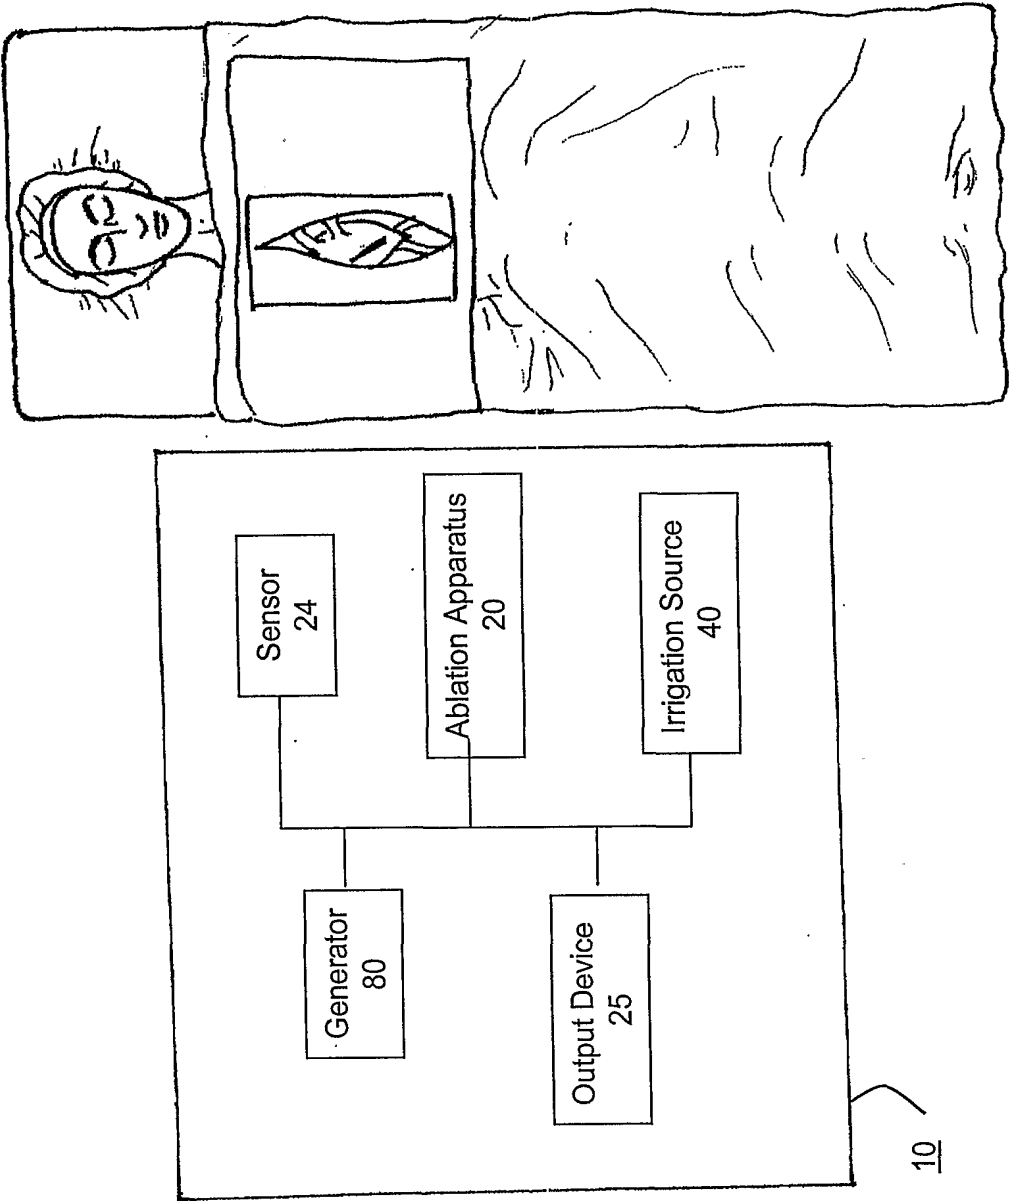 Sensor
24
Ablation Apparatus
20
Irrigation Source
40
Generator
80
Output Device
25
10